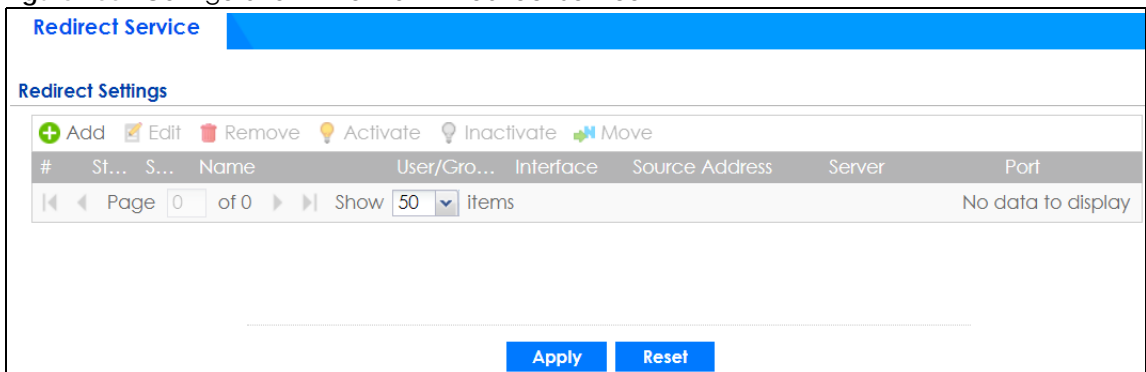 Redirect Service
Redirect Settings
Add Edit Remove Activate Inactivate Move
# St... S... Name User/Gro... Interface Source Address Server Port
Page 0 of 0 Show 50 items No data to display
Apply Reset